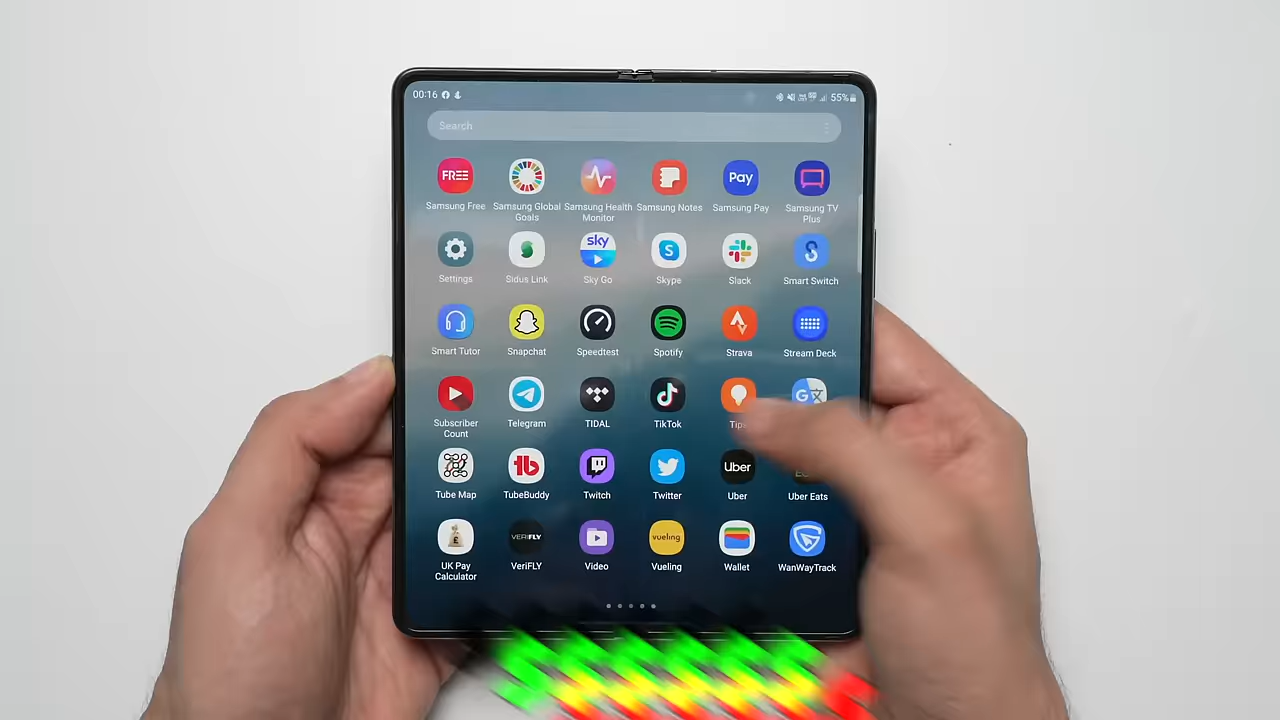 00:16
55%
Search
FREE
Pay
Samsung Free
Samsung Global
Goals
Samsung Health
Monitor
Samsung Notes
Samsung Pay
Samsung TV
Plus
sky
S
Settings
Sidus Link
Sky Go
Skype
Slack
Smart Switch
Smart Tutor
Snapchat
Speedtest
Spotify
Strava
Stream Deck
G
Subscriber
Count
Telegram
TIDAL
TikTok
Tips
tb
Uber
Tube Map
TubeBuddy
Twitch
Twitter
Uber
Uber Eats
£
VERIFLY
vueling
UK Pay
Calculator
VeriFLY
Video
Vueling
Wallet
WanWayTrack